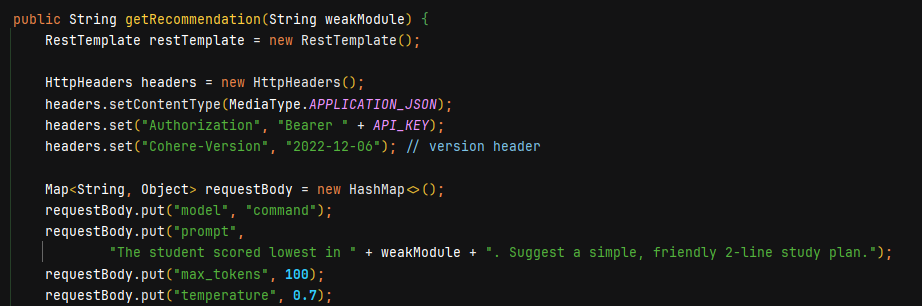 public String getRecommendation(String weakModule) {
    RestTemplate restTemplate = new RestTemplate();
    HttpHeaders headers = new HttpHeaders();
    headers.setContentType(MediaType.APPLICATION_JSON);
    headers.set("Authorization", "Bearer " + API_KEY);
    headers.set("Cohere-Version", "2022-12-06"); // version header
    Map<String, Object> requestBody = new HashMap<>();
    requestBody.put("model", "command");
    requestBody.put("prompt",
            "The student scored lowest in " + weakModule + ". Suggest a simple, friendly 2-line study plan.");
    requestBody.put("max_tokens", 100);
    requestBody.put("temperature", 0.7);